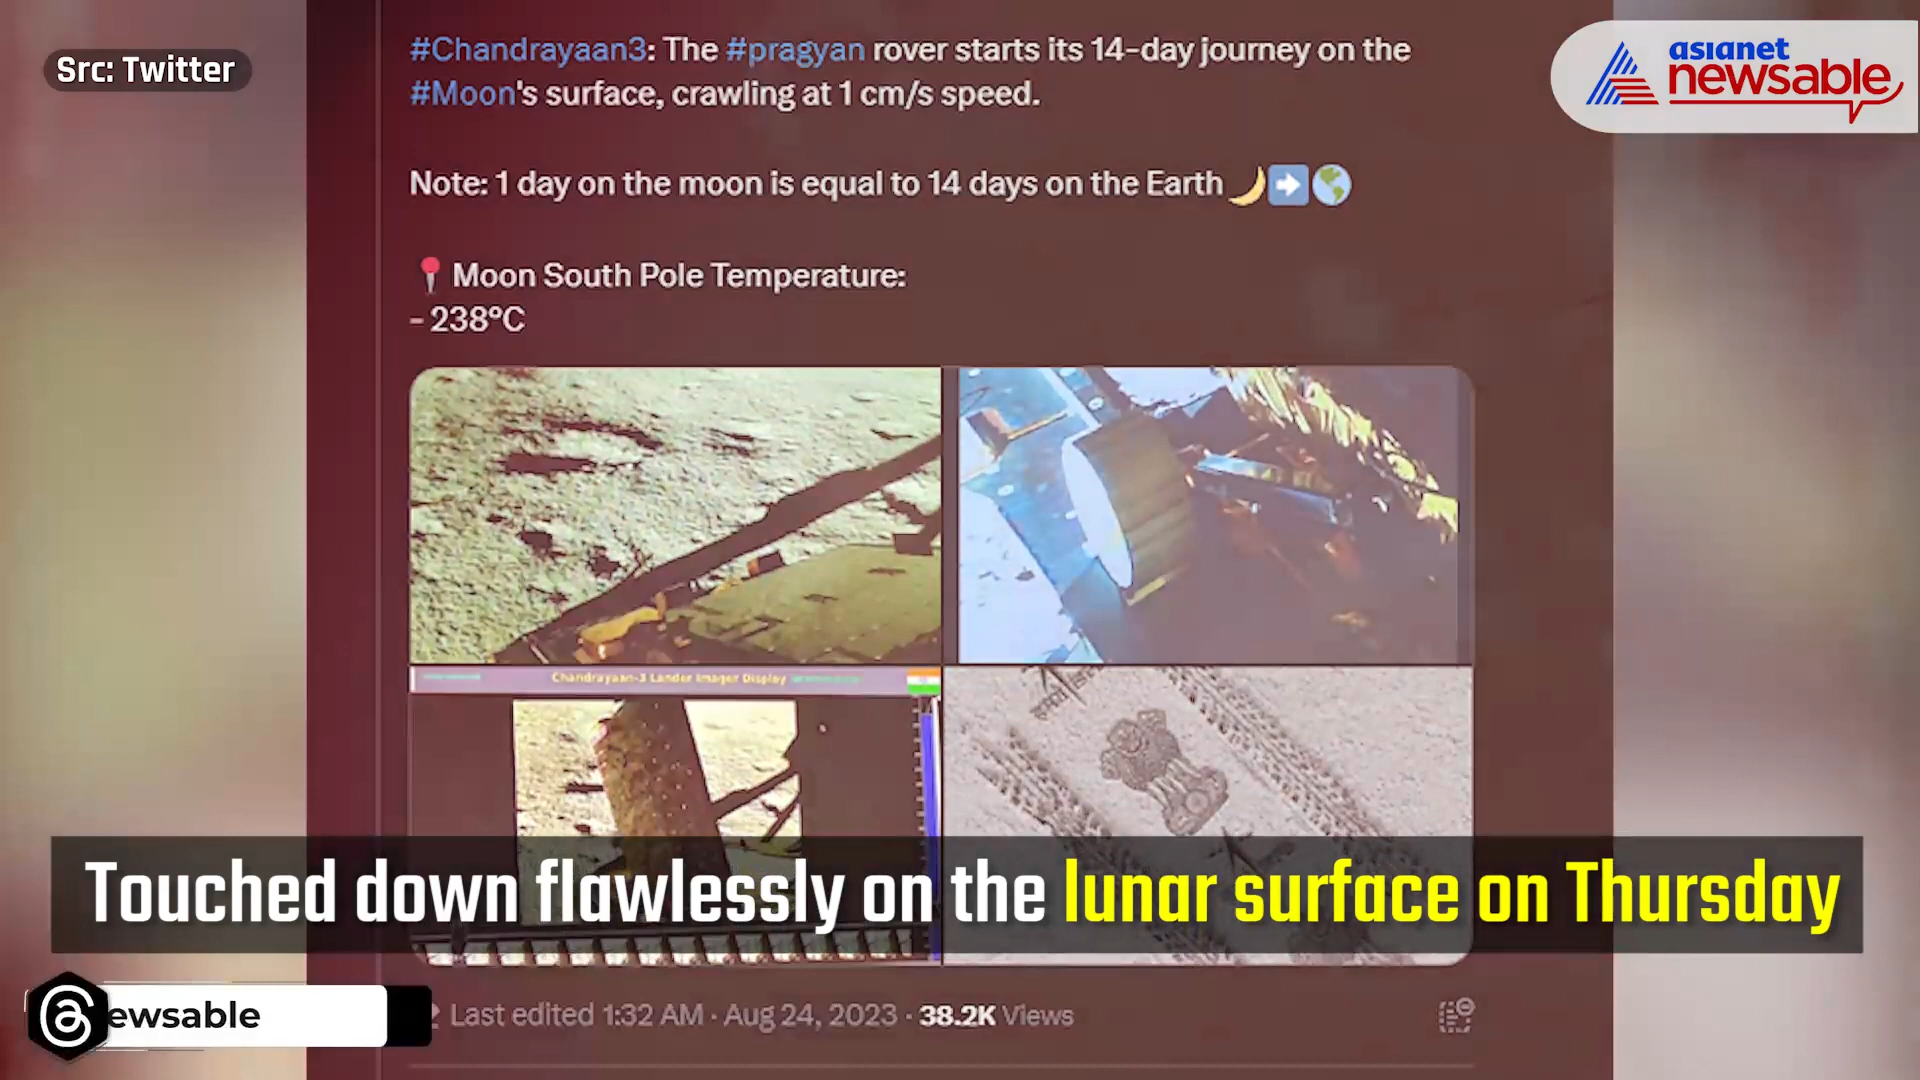 Src: Twitter
asianet
newsable
#Chandrayaan3: The #pragyan rover starts its 14-day journey on the
#Moon's surface, crawling at 1 cm/s speed.
Note: 1 day on the moon is equal to 14 days on the Earth
Moon South Pole Temperature:
- 238°C
Chandrayaan-3 Lander Imager Display
Touched down flawlessly on the lunar surface on Thursday
ewsable
Last edited 1:32 AM · Aug 24, 2023 · 38.2K Views